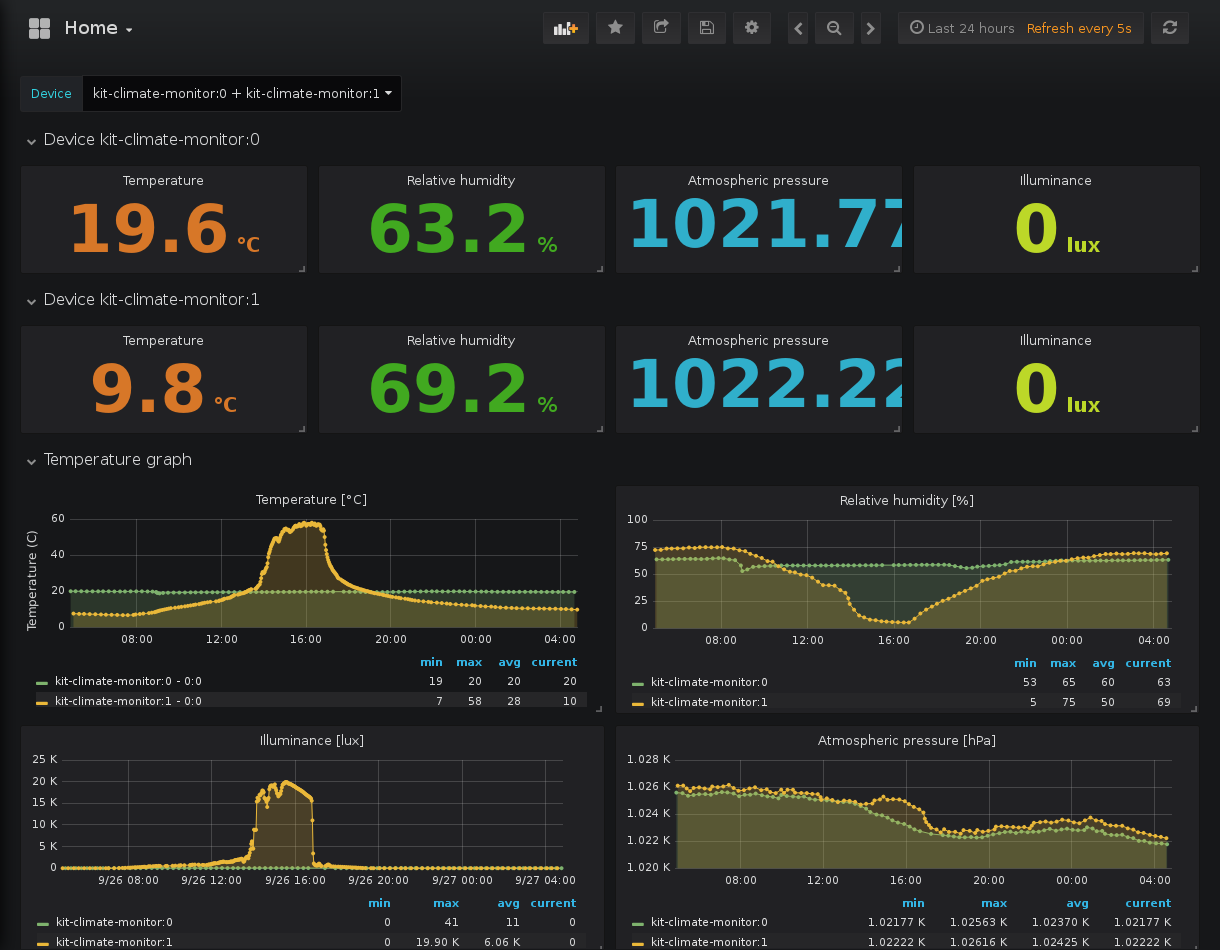 Home
Last 24 hours Refresh every 5s
Device kit-climate-monitor:0 + kit-climate-monitor:1
Device kit-climate-monitor:0
Temperature
19.6 °C
Relative humidity
63.2 %
Atmospheric pressure
1021.77
Illuminance
0 lux
Device kit-climate-monitor:1
Temperature
9.8 °C
Relative humidity
69.2 %
Atmospheric pressure
1022.22
Illuminance
0 lux
Temperature graph
Temperature [°C]
Temperature (C)
60
40
20
0
08:00 12:00 16:00 20:00 00:00 04:00
min max avg current
kit-climate-monitor:0 - 0:0 19 20 20 20
kit-climate-monitor:1 - 0:0 7 58 28 10
Relative humidity [%]
100
75
50
25
0
08:00 12:00 16:00 20:00 00:00 04:00
min max avg current
kit-climate-monitor:0 53 65 60 63
kit-climate-monitor:1 5 75 50 69
Illuminance [lux]
25 K
20 K
15 K
10 K
5 K
0
9/26 08:00 9/26 12:00 9/26 16:00 9/26 20:00 9/27 00:00 9/27 04:00
min max avg current
kit-climate-monitor:0 0 41 11 0
kit-climate-monitor:1 0 19.90 K 6.06 K 0
Atmospheric pressure [hPa]
1.028 K
1.026 K
1.024 K
1.024 K
1.022 K
1.020 K
08:00 12:00 16:00 20:00 00:00 04:00
min max avg current
kit-climate-monitor:0 1.02177 K 1.02563 K 1.02370 K 1.02177 K
kit-climate-monitor:1 1.02222 K 1.02616 K 1.02425 K 1.02222 K